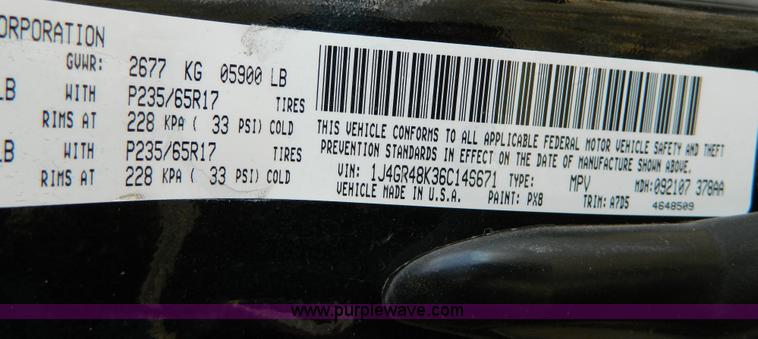 ORPORATION
GVWR: 2677 KG 05900 LB
LB WITH P235/65R17 TIRES
RIMS AT 228 KPA ( 33 PSI) COLD
LB WITH P235/65R17 TIRES
RIMS AT 228 KPA ( 33 PSI) COLD
THIS VEHICLE CONFORMS TO ALL APPLICABLE FEDERAL MOTOR VEHICLE SAFETY AND THEFT
PREVENTION STANDARDS IN EFFECT ON THE DATE OF MANUFACTURE SHOWN ABOVE.
VIN: 1J4GR48K36C145671 TYPE: MPV MDH:092107 378AA
VEHICLE MADE IN U.S.A. PAINT: PX8 TRIM: A7D5 4648509
www.purplewave.com